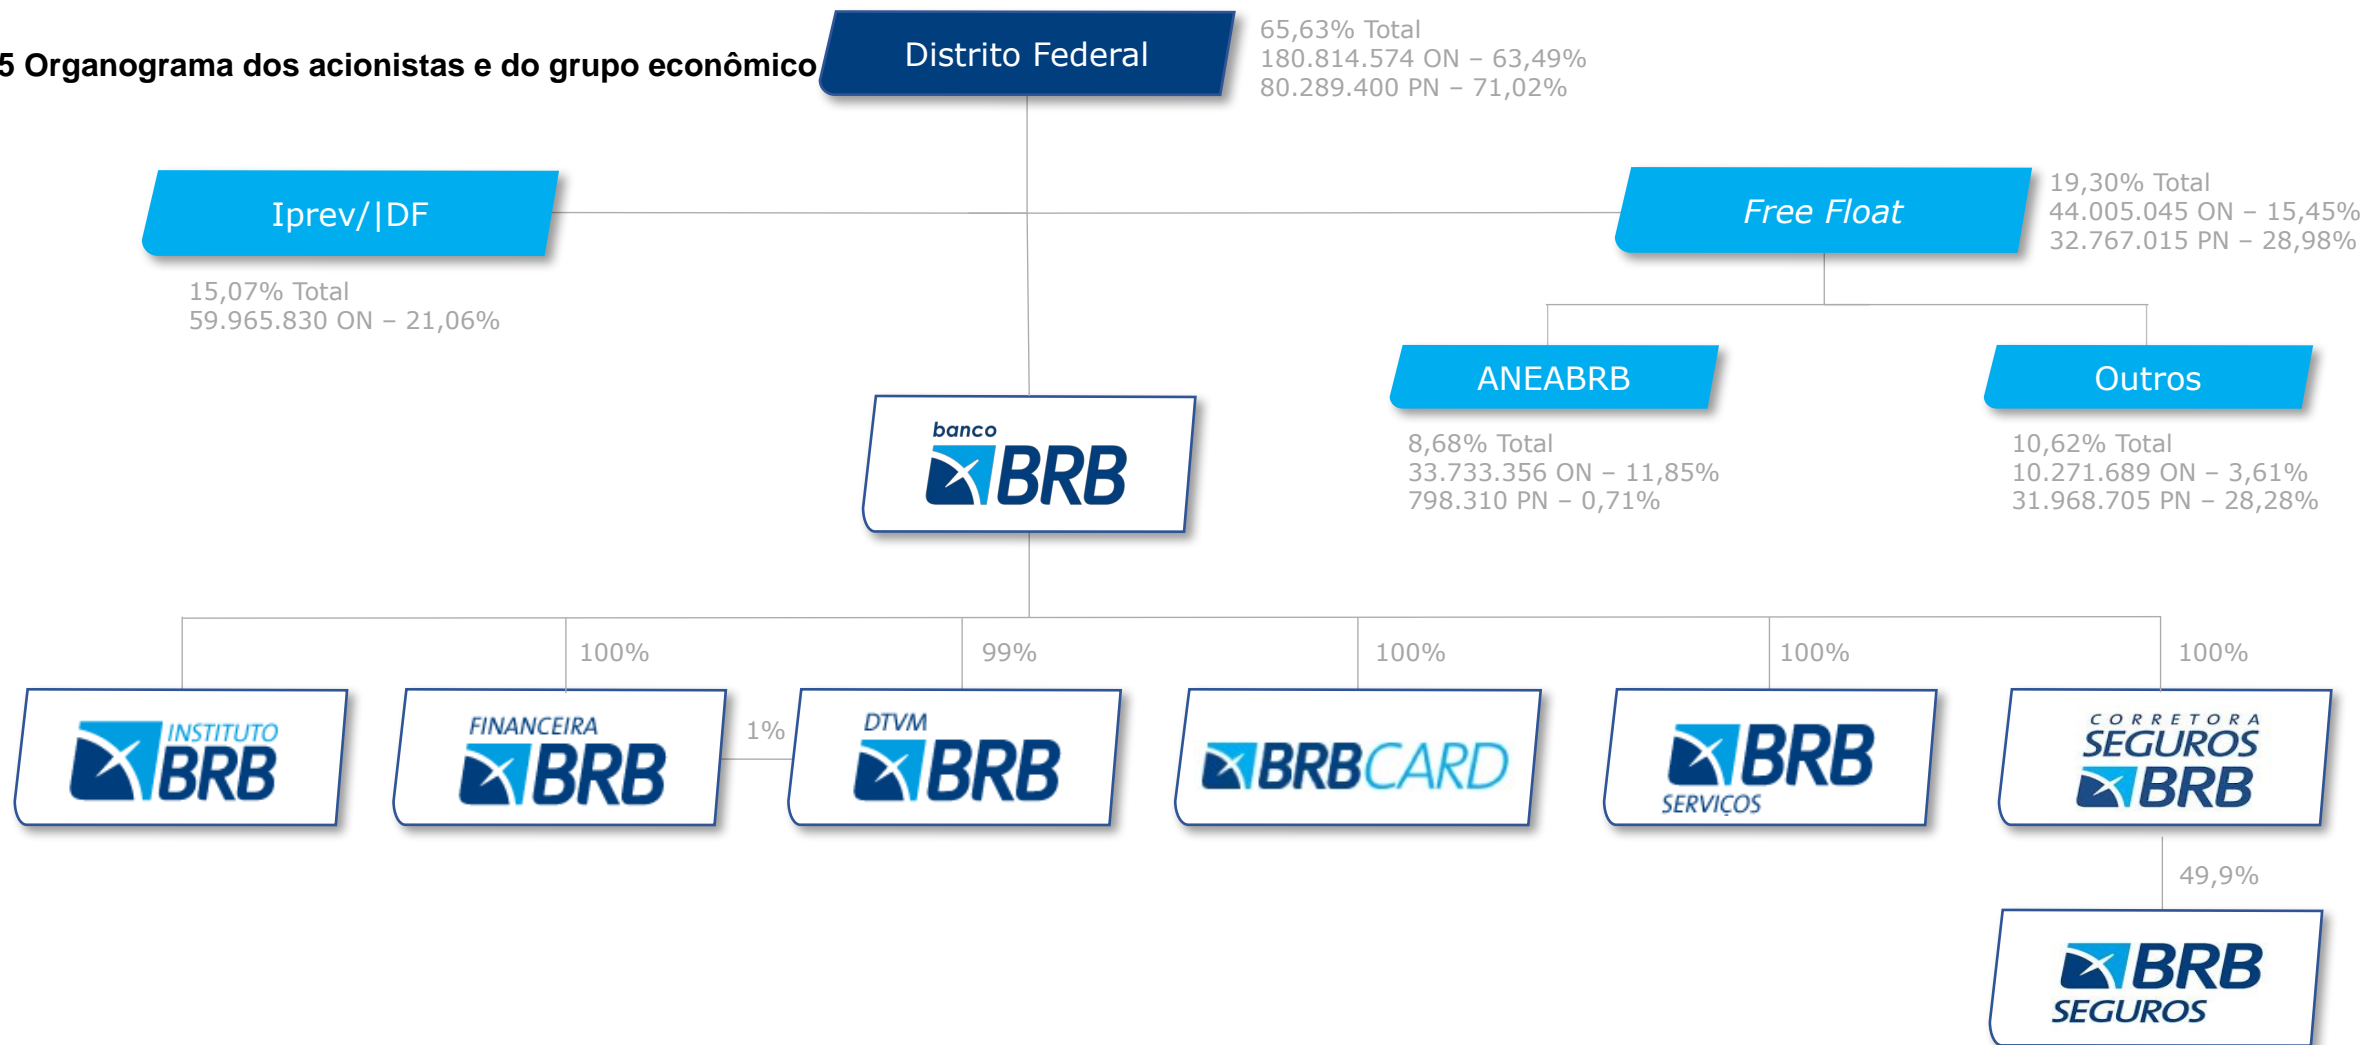 5 Organograma dos acionistas e do grupo econômico
Distrito Federal
65,63% Total
180.814.574 ON – 63,49%
80.289.400 PN – 71,02%
Iprev/|DF
15,07% Total
59.965.830 ON – 21,06%
Free Float
19,30% Total
44.005.045 ON – 15,45%
32.767.015 PN – 28,98%
ANEABRB
8,68% Total
33.733.356 ON – 11,85%
798.310 PN – 0,71%
Outros
10,62% Total
10.271.689 ON – 3,61%
31.968.705 PN – 28,28%
banco
BRB
100%
99%
100%
100%
100%
INSTITUTO
BRB
FINANCEIRA
BRB
1%
DTVM
BRB
BRBCARD
BRB
SERVIÇOS
CORRETORA
SEGUROS
BRB
49,9%
BRB
SEGUROS